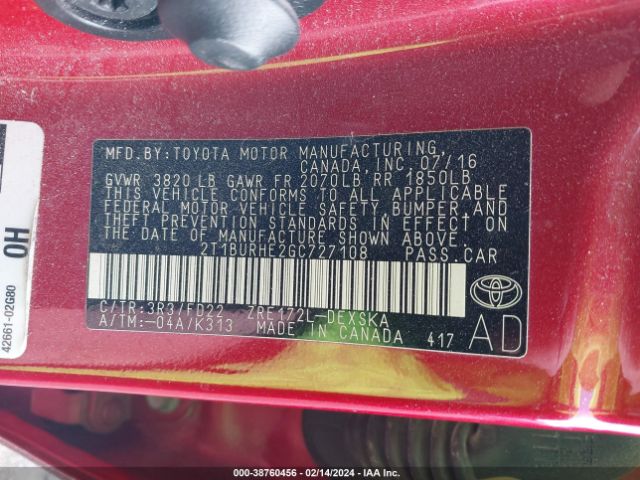 MFD.BY:TOYOTA MOTOR MANUFACTURING,
CANADA, INC. 07/16
GVWR 3820 LB GAWR FR 2070LB RR 1850LB
THIS VEHICLE CONFORMS TO ALL APPLICABLE
FEDERAL MOTOR VEHICLE SAFETY, BUMPER, AND
THEFT PREVENTION STANDARDS IN EFFECT ON
THE DATE OF MANUFACTURE SHOWN ABOVE.
2T1BURHE2GC727108 PASS.CAR
C/TR:3R3/FD22 ZRE172L-DEXSKA
A/TM:-04A/K313 MADE IN CANADA 417
AD
42661-02G80
OH
000-38760456 - 02/14/2024 - IAA Inc.